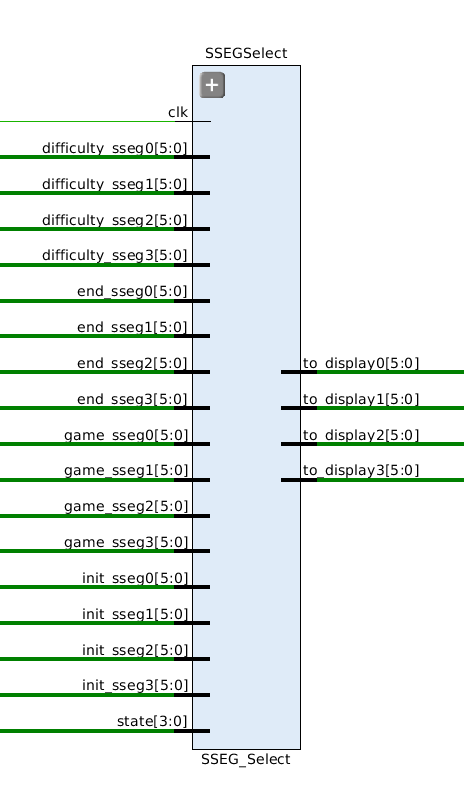 SSEGSelect
clk
difficulty_sseg0[5:0]
difficulty_sseg1[5:0]
difficulty_sseg2[5:0]
difficulty_sseg3[5:0]
end_sseg0[5:0]
end_sseg1[5:0]
end_sseg2[5:0]
end_sseg3[5:0]
game_sseg0[5:0]
game_sseg1[5:0]
game_sseg2[5:0]
game_sseg3[5:0]
init_sseg0[5:0]
init_sseg1[5:0]
init_sseg2[5:0]
init_sseg3[5:0]
state[3:0]
to_display0[5:0]
to_display1[5:0]
to_display2[5:0]
to_display3[5:0]
SSEG_Select